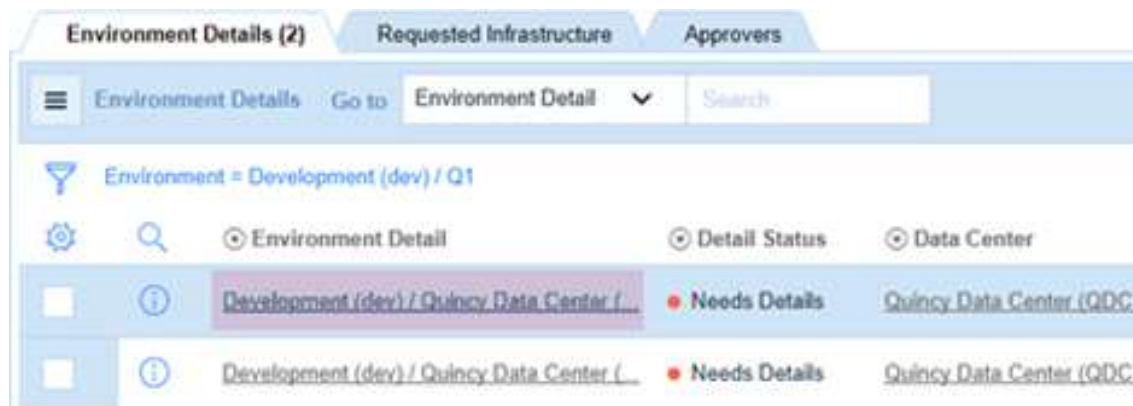 Environment Details (2) Requested Infrastructure Approvers
Environment Details Go to Environment Detail Search
Environment = Development (dev) / Q1
Environment Detail Detail Status Data Center
Development (dev) / Quincy Data Center (... Needs Details Quincy Data Center (QDC
Development (dev) / Quincy Data Center (... Needs Details Quincy Data Center (QDC